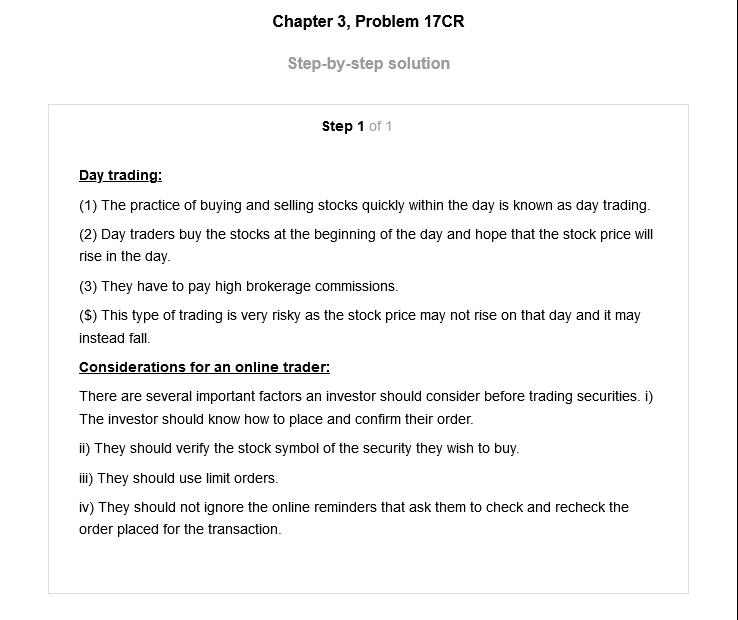 Chapter 3, Problem 17CR
Step-by-step solution
Step 1 of 1
Day trading:
(1) The practice of buying and selling stocks quickly within the day is known as day trading.
(2) Day traders buy the stocks at the beginning of the day and hope that the stock price will
rise in the day.
(3) They have to pay high brokerage commissions.
($) This type of trading is very risky as the stock price may not rise on that day and it may
instead fall.
Considerations for an online trader:
There are several important factors an investor should consider before trading securities. i)
The investor should know how to place and confirm their order.
ii) They should verify the stock symbol of the security they wish to buy.
iii) They should use limit orders.
iv) They should not ignore the online reminders that ask them to check and recheck the
order placed for the transaction.